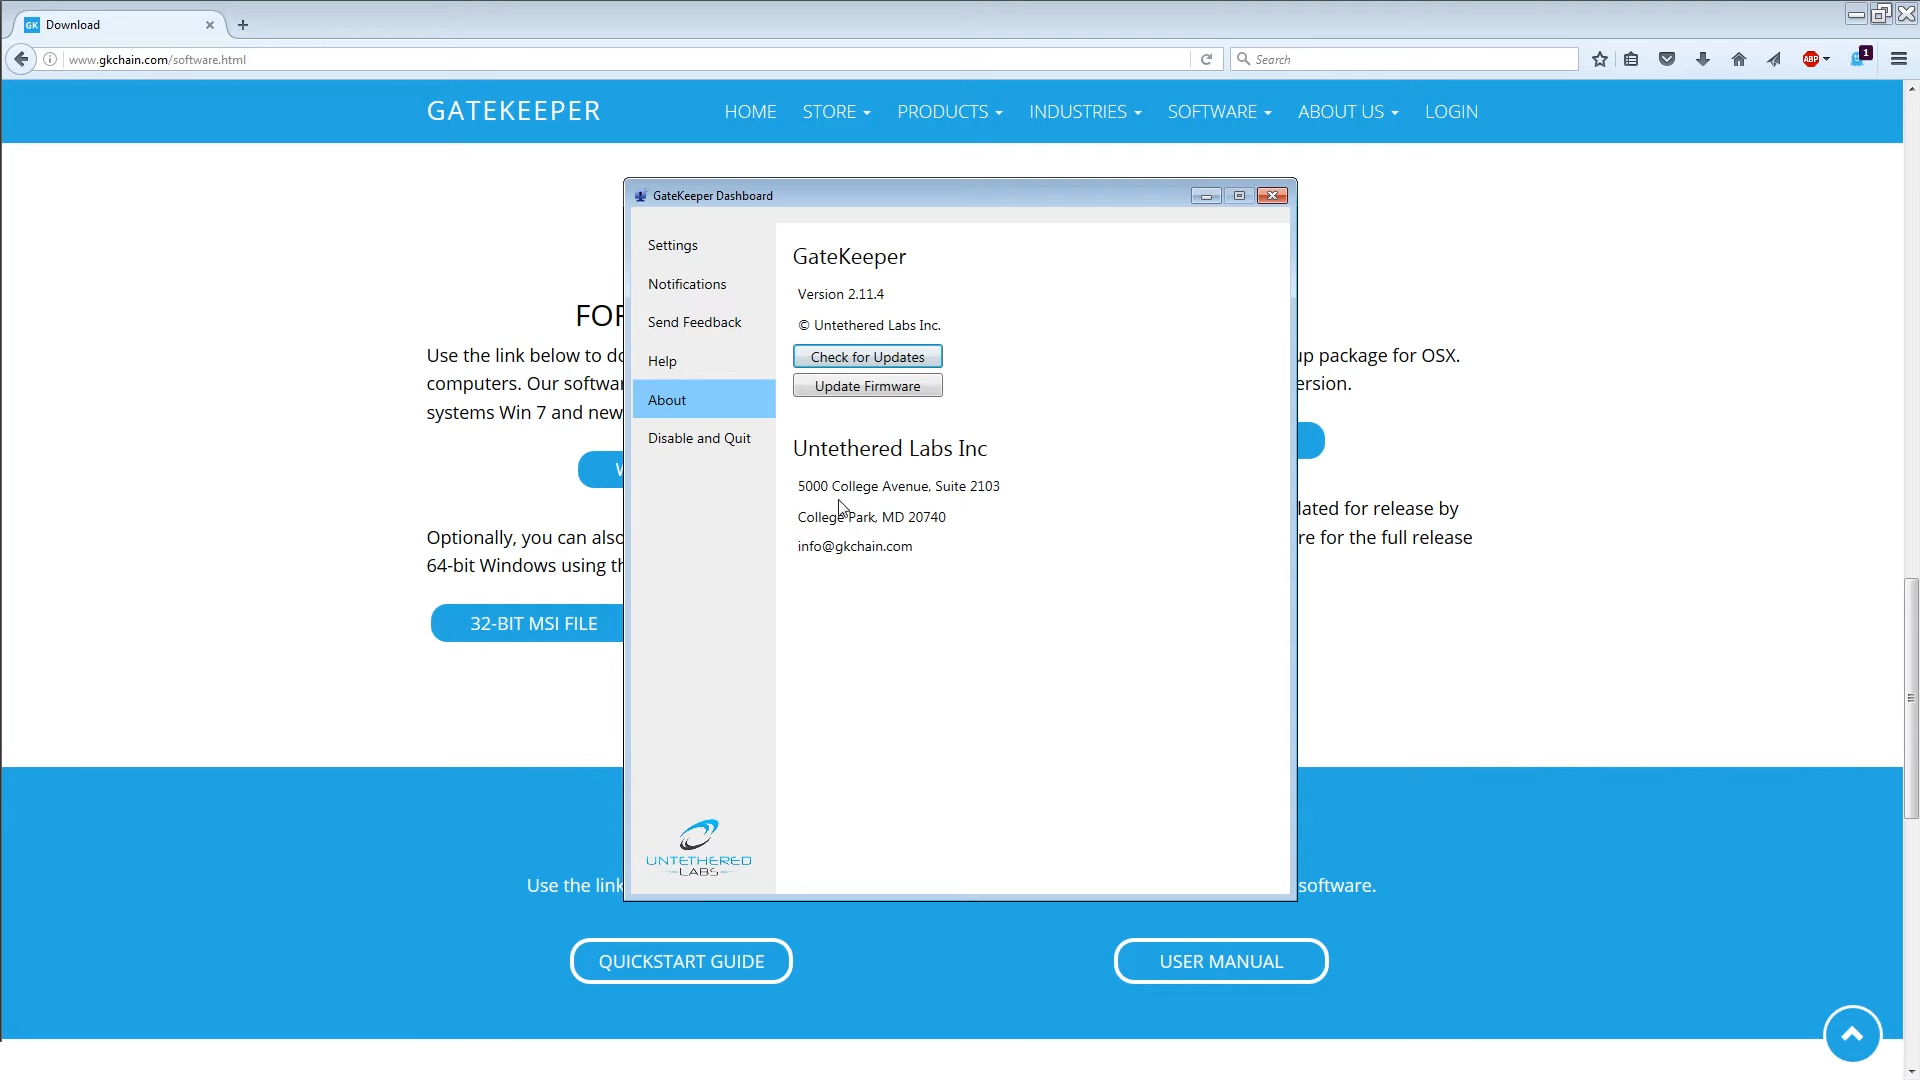 GK Download
www.gkchain.com/software.html
Search
ABP
1
GATEKEEPER
HOME
STORE
PRODUCTS
INDUSTRIES
SOFTWARE
ABOUT US
LOGIN
GateKeeper Dashboard
Settings
Notifications
Send Feedback
Help
About
Disable and Quit
UNTETHERED
LABS
GateKeeper
Version 2.11.4
© Untethered Labs Inc.
Check for Updates
Update Firmware
Untethered Labs Inc
5000 College Avenue, Suite 2103
College Park, MD 20740
info@gkchain.com
FOR
Use the link below to do
computers. Our softwar
systems Win 7 and new
W
Optionally, you can also
64-bit Windows using th
32-BIT MSI FILE
up package for OSX.
ersion.
lated for release by
re for the full release
Use the link
software.
QUICKSTART GUIDE
USER MANUAL